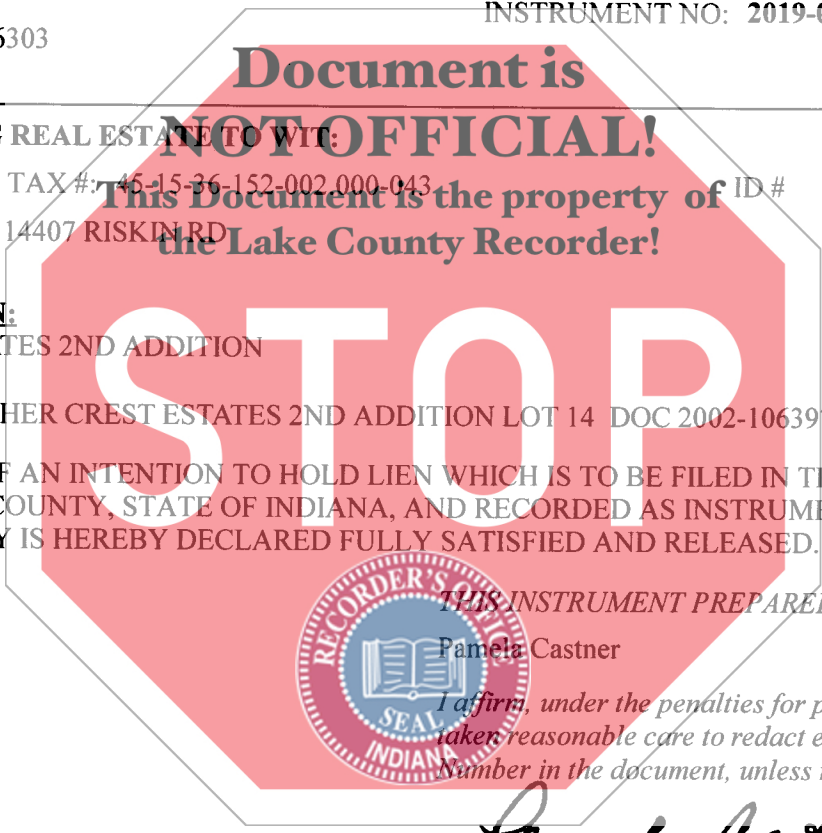 INSTRUMENT NO: 2019-0
6303
Document is
NOT OFFICIAL!
This Document is the property of
the Lake County Recorder!
REAL ESTATE TO WIT:
TAX #: 45-15-36-152-002.000-043 ID #
14407 RISKIN RD
N:
TES 2ND ADDITION
STOP
HER CREST ESTATES 2ND ADDITION LOT 14 DOC 2002-10639
F AN INTENTION TO HOLD LIEN WHICH IS TO BE FILED IN T
COUNTY, STATE OF INDIANA, AND RECORDED AS INSTRUME
Y IS HEREBY DECLARED FULLY SATISFIED AND RELEASED.
THIS INSTRUMENT PREPARED
Pamela Castner
I affirm, under the penalties for p
taken reasonable care to redact e
Number in the document, unless
RECORDER'S OFFICE
SEAL
INDIANA